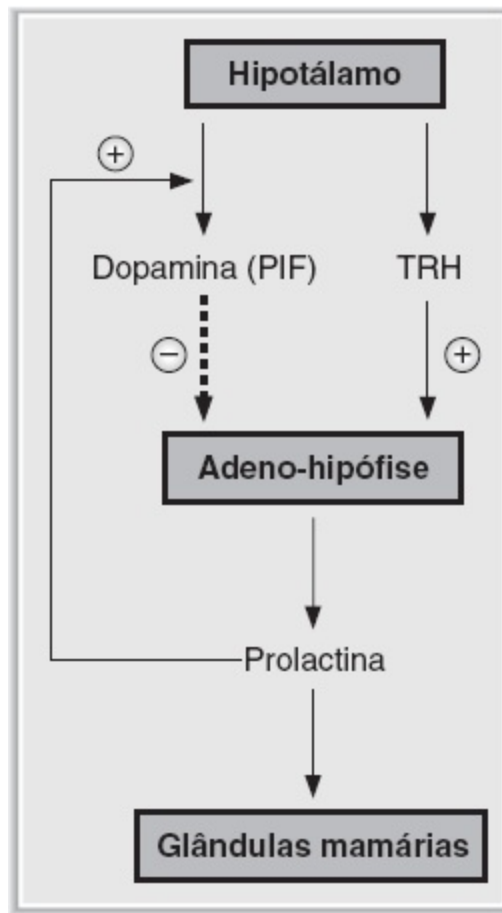 Hipotálamo
+
Dopamina (PIF) TRH
− +
Adeno-hipófise
Prolactina
Glândulas mamárias